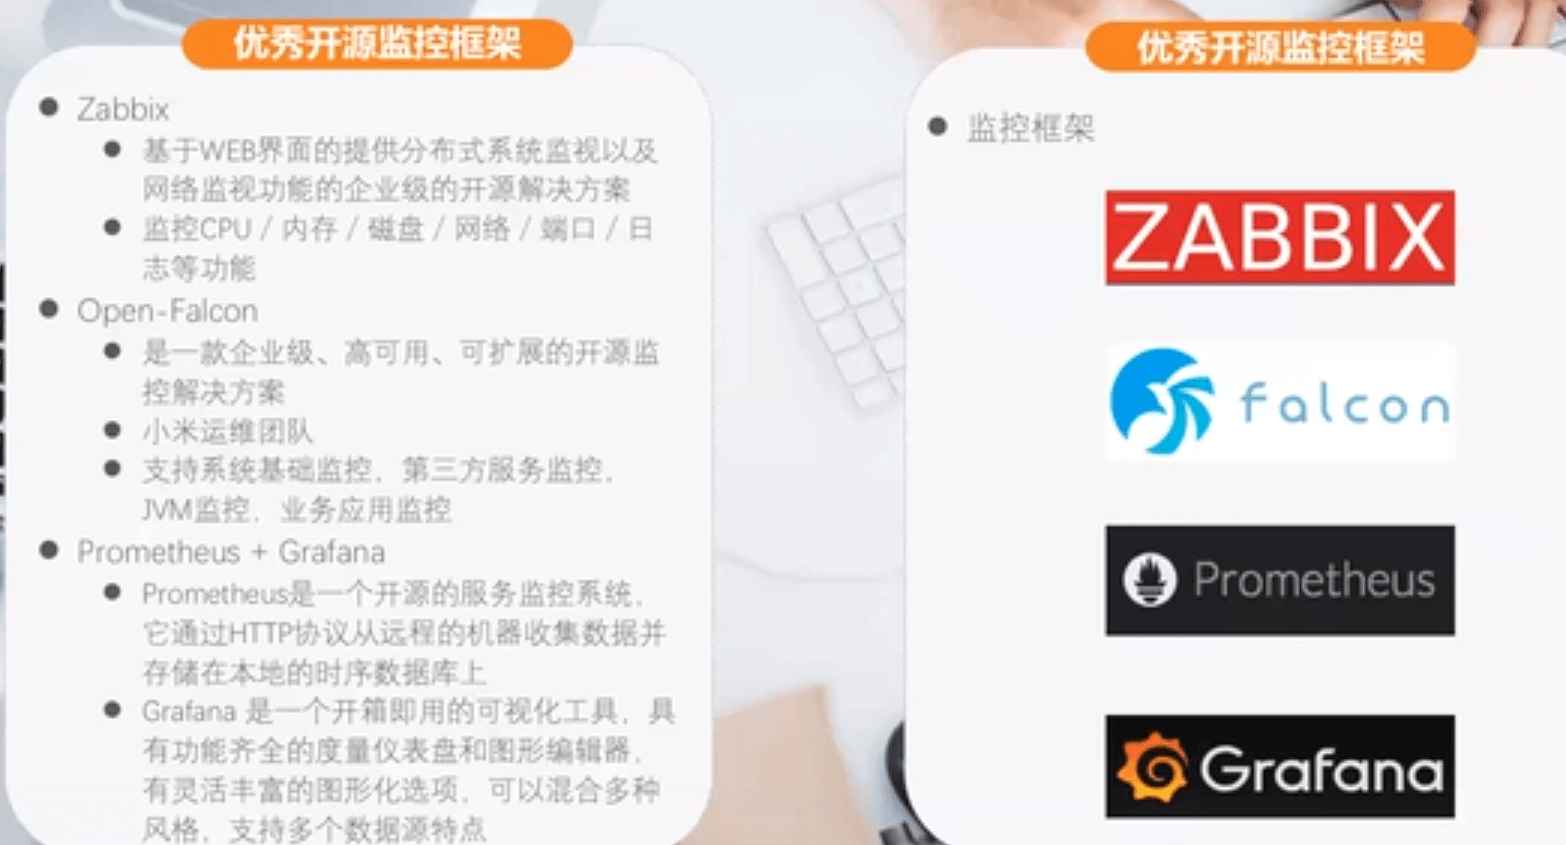 优秀开源监控框架
Zabbix
基于WEB界面的提供分布式系统监视以及
网络监视功能的企业级的开源解决方案
监控CPU / 内存 / 磁盘 / 网络 / 端口 / 日
志等功能
Open-Falcon
是一款企业级、高可用、可扩展的开源监
控解决方案
小米运维团队
支持系统基础监控，第三方服务监控，
JVM监控，业务应用监控
Prometheus + Grafana
Prometheus是一个开源的服务监控系统，
它通过HTTP协议从远程的机器收集数据并
存储在本地的时序数据库上
Grafana 是一个开箱即用的可视化工具，具
有功能齐全的度量仪表盘和图形编辑器，
有灵活丰富的图形化选项，可以混合多种
风格，支持多个数据源特点
优秀开源监控框架
监控框架
ZABBIX
falcon
Prometheus
Grafana